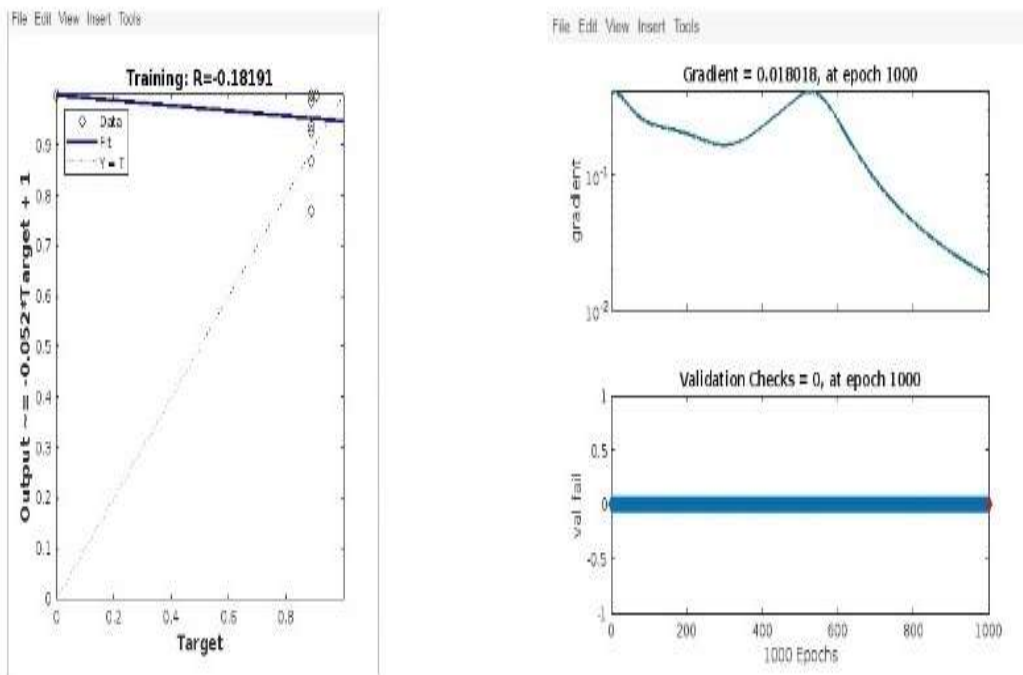 File Edit View Insert Tools
Training: R=-0.18191
Data
Fit
Y = T
Output ~= -0.052*Target + 1
0.9
0.8
0.7
0.6
0.5
0.4
0.3
0.2
0.1
0
0 0.2 0.4 0.6 0.8
Target
File Edit View Insert Tools
Gradient = 0.018018, at epoch 1000
gradient
10^-1
10^-2
Validation Checks = 0, at epoch 1000
val fail
1
0.5
0
-0.5
-1
0 200 400 600 800 1000
1000 Epochs